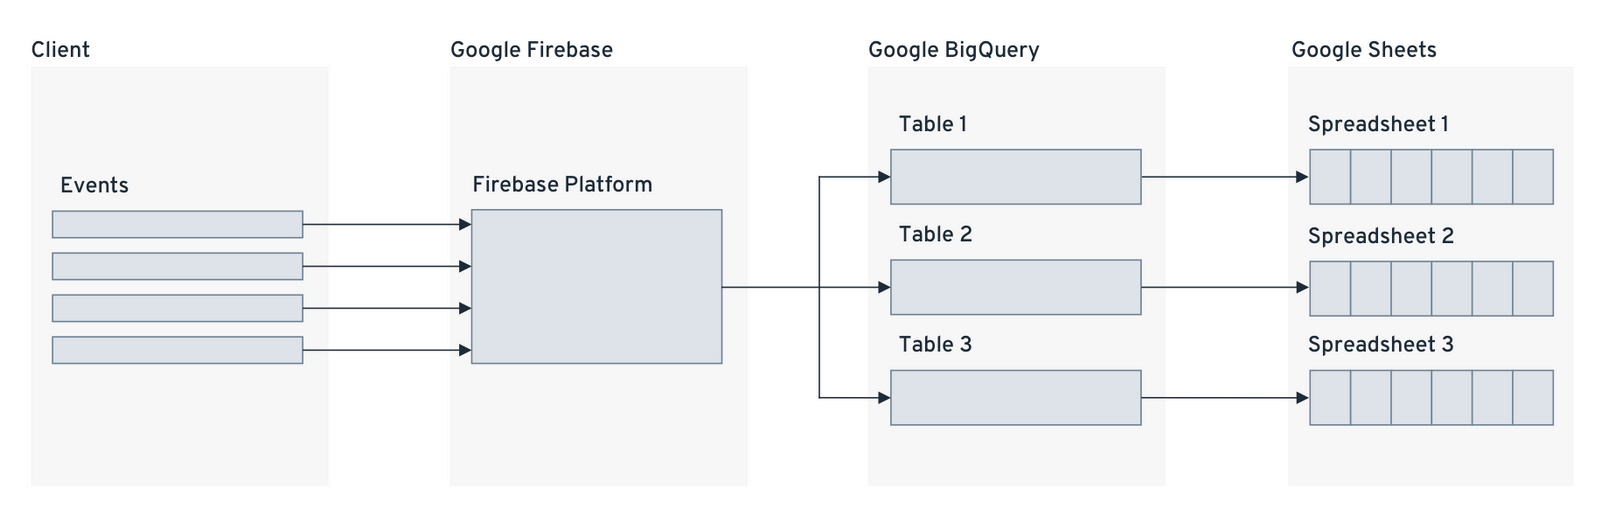 Client
Google Firebase
Google BigQuery
Google Sheets
Events
Firebase Platform
Table 1
Table 2
Table 3
Spreadsheet 1
Spreadsheet 2
Spreadsheet 3